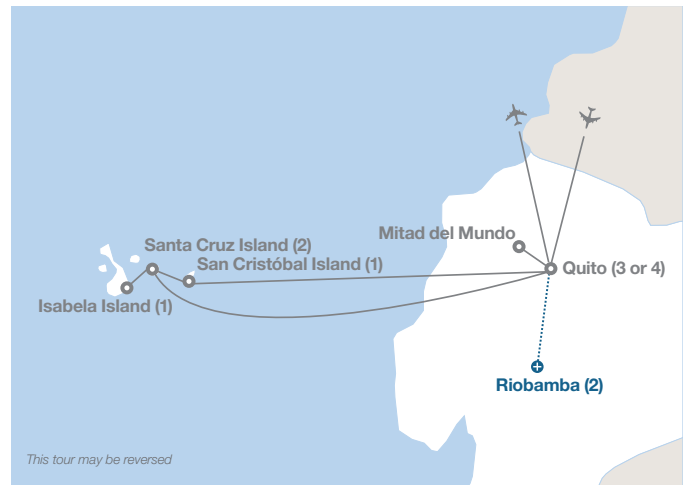 Mitad del Mundo
Santa Cruz Island (2)
San Cristóbal Island (1)
Quito (3 or 4)
Isabela Island (1)
Riobamba (2)
This tour may be reversed